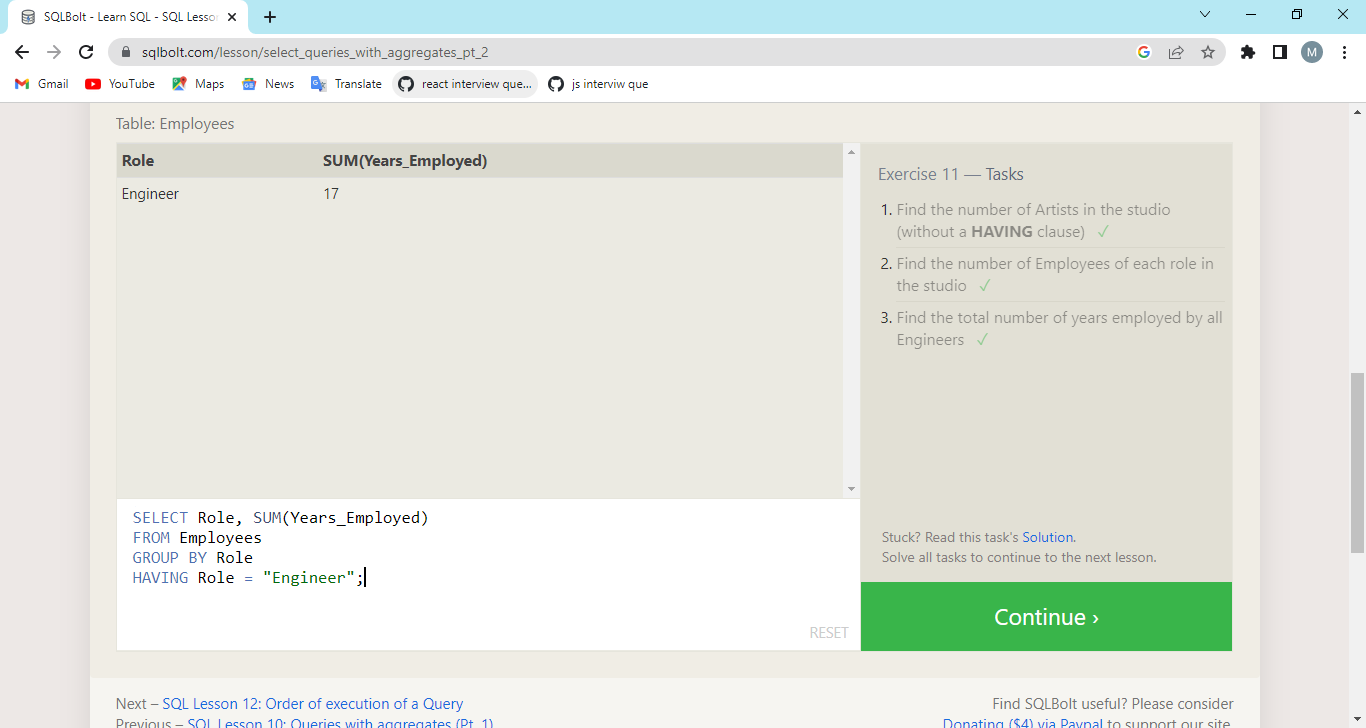 SQLBolt - Learn SQL - SQL Lesson
sqlbolt.com/lesson/select_queries_with_aggregates_pt_2
M
Gmail YouTube Maps News Translate react interview que... js interviw que
Table: Employees
Role SUM(Years_Employed)
Engineer 17
Exercise 11 — Tasks
1. Find the number of Artists in the studio
(without a HAVING clause) ✓
2. Find the number of Employees of each role in
the studio ✓
3. Find the total number of years employed by all
Engineers ✓
SELECT Role, SUM(Years_Employed)
FROM Employees
GROUP BY Role
HAVING Role = "Engineer";
RESET
Stuck? Read this task's Solution.
Solve all tasks to continue to the next lesson.
Continue ›
Next – SQL Lesson 12: Order of execution of a Query
Previous – SQL Lesson 10: Queries with aggregates (Pt. 1)
Find SQLBolt useful? Please consider
Donating ($4) via Paypal to support our site.